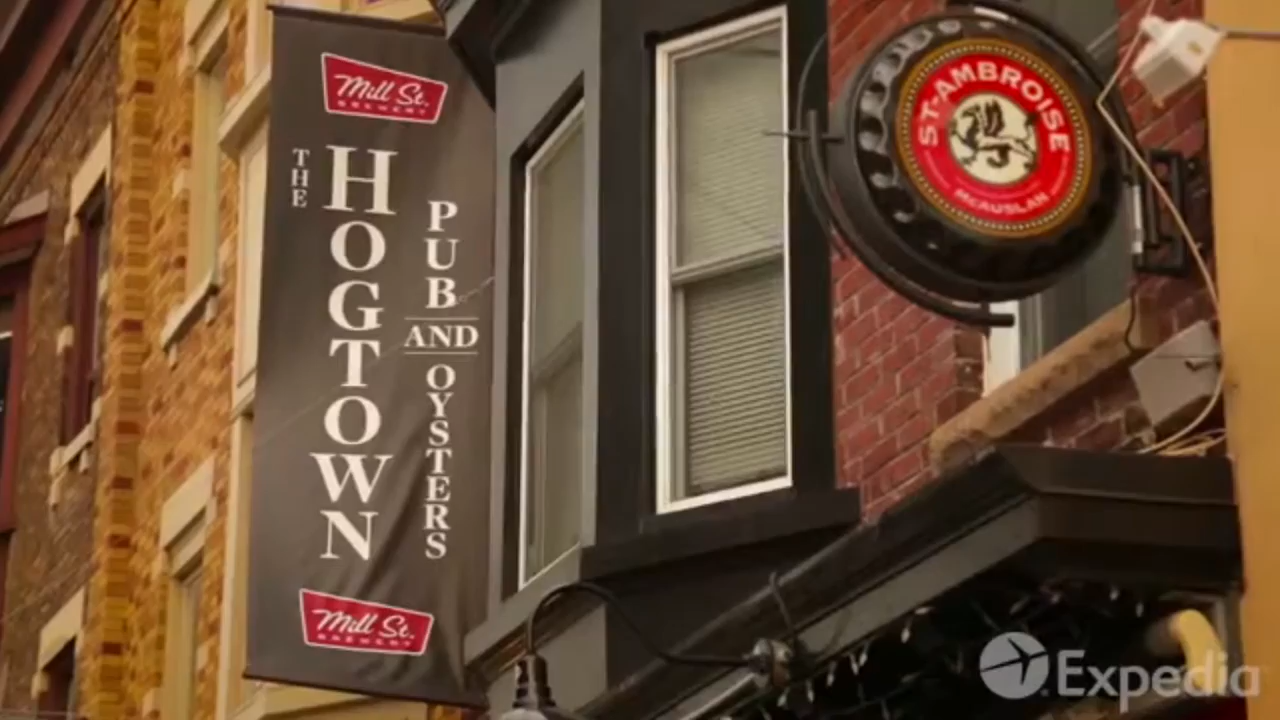 Mill St.
BREWERY
THE
HOGTOWN
PUB
AND
OYSTERS
Mill St.
BREWERY
ST-AMBROISE
McAUSLAN
Expedia